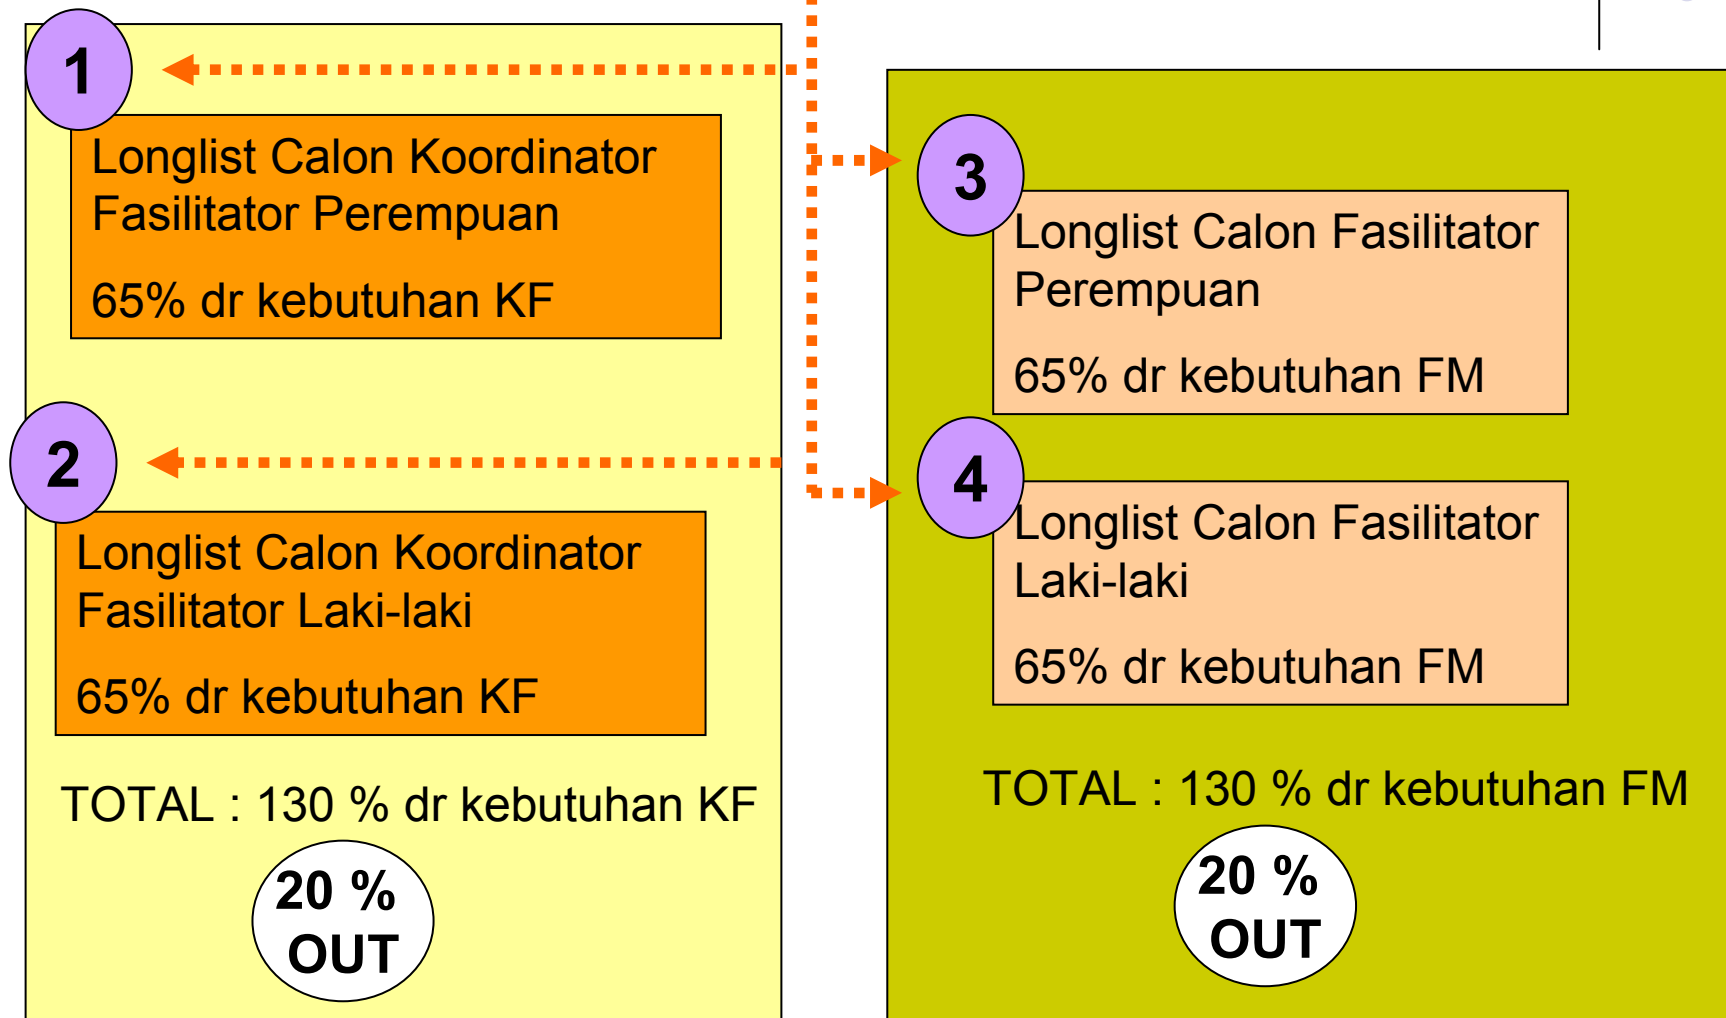 1
Longlist Calon Koordinator
Fasilitator Perempuan
65% dr kebutuhan KF
2
Longlist Calon Koordinator
Fasilitator Laki-laki
65% dr kebutuhan KF
TOTAL : 130 % dr kebutuhan KF
20 %
OUT
3
Longlist Calon Fasilitator
Perempuan
65% dr kebutuhan FM
4
Longlist Calon Fasilitator
Laki-laki
65% dr kebutuhan FM
TOTAL : 130 % dr kebutuhan FM
20 %
OUT